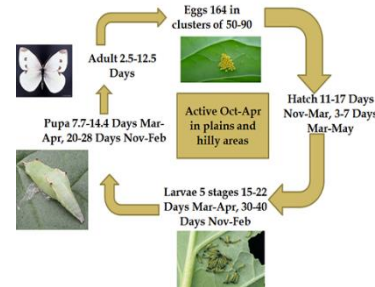 Eggs 164 in
clusters of 50-90
Hatch 11-17 Days
Nov-Mar, 3-7 Days
Mar-May
Larvae 5 stages 15-22
Days Mar-Apr, 30-40
Days Nov-Feb
Pupa 7.7-14.4 Days Mar-
Apr, 20-28 Days Nov-Feb
Adult 2.5-12.5
Days
Active Oct-Apr
in plains and
hilly areas